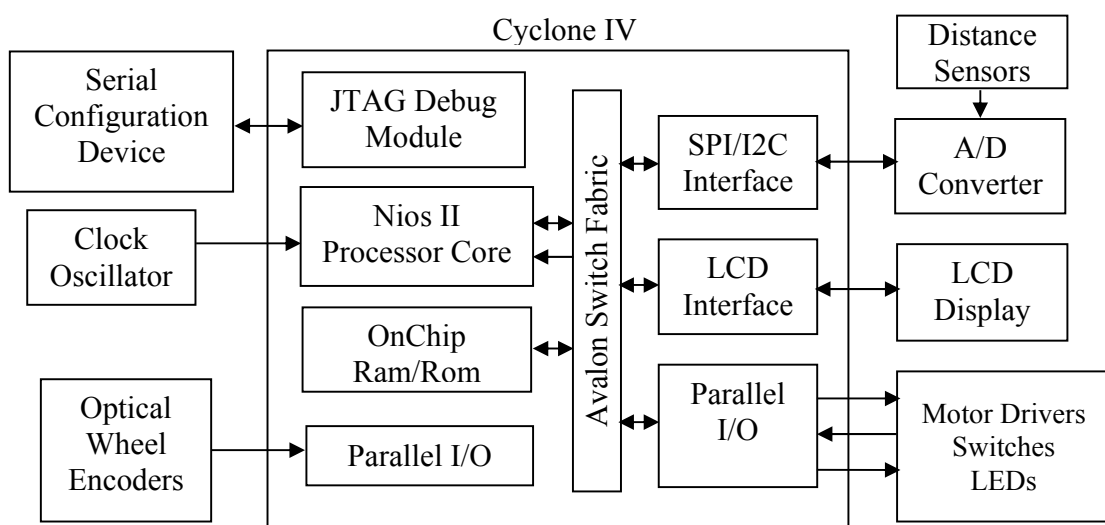 Cyclone IV
Serial
Configuration
Device
Clock
Oscillator
Optical
Wheel
Encoders
JTAG Debug
Module
Nios II
Processor Core
OnChip
Ram/Rom
Parallel I/O
Avalon Switch Fabric
SPI/I2C
Interface
LCD
Interface
Parallel
I/O
Distance
Sensors
A/D
Converter
LCD
Display
Motor Drivers
Switches
LEDs